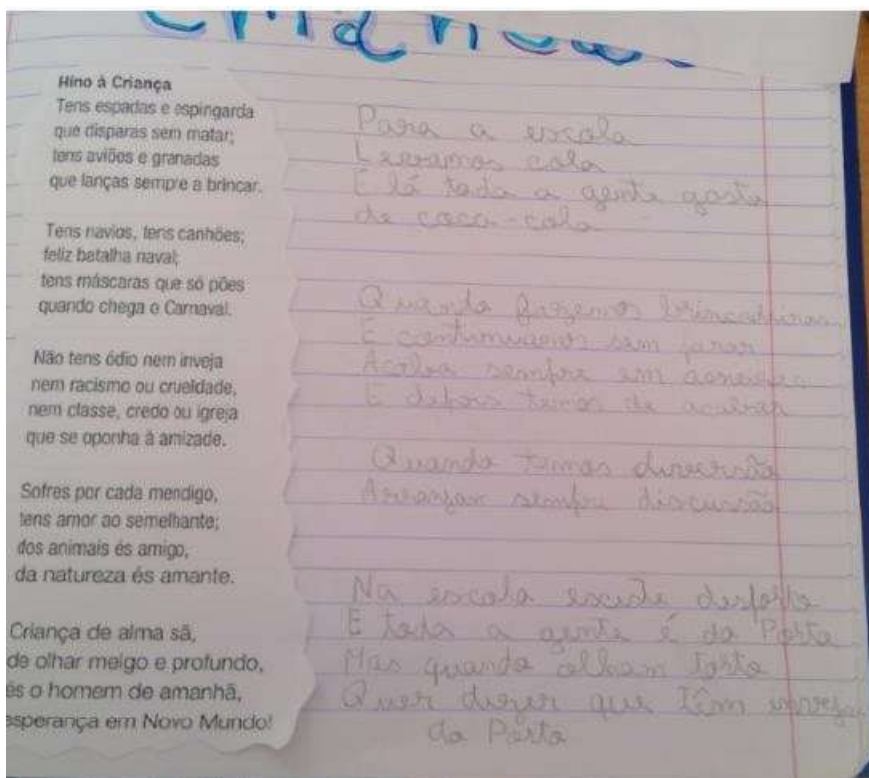 Hino à Criança
Tens espadas e espingarda
que disparas sem matar;
tens aviões e granadas
que lanças sempre a brincar.
Tens navios, tens canhões;
feliz batalha naval;
tens máscaras que só pões
quando chega o Carnaval.
Não tens ódio nem inveja
nem racismo ou crueldade,
nem classe, credo ou igreja
que se oponha à amizade.
Sofres por cada mendigo,
tens amor ao semelhante;
dos animais és amigo,
da natureza és amante.
Criança de alma sã,
de olhar meigo e profundo,
és o homem de amanhã,
esperança em Novo Mundo!
Para a escola
Levamos cola
E lá toda a gente gosta
de coca-cola
Quando fazemos brincadeiras
E continuamos sem parar
Acaba sempre em
E depois temos de
Quando temos diversão
Arranjam sempre discussão
Na escola existe desporto
E toda a gente é do Porto
Mas quando olham torto
Quer dizer que têm inveja
do Porto